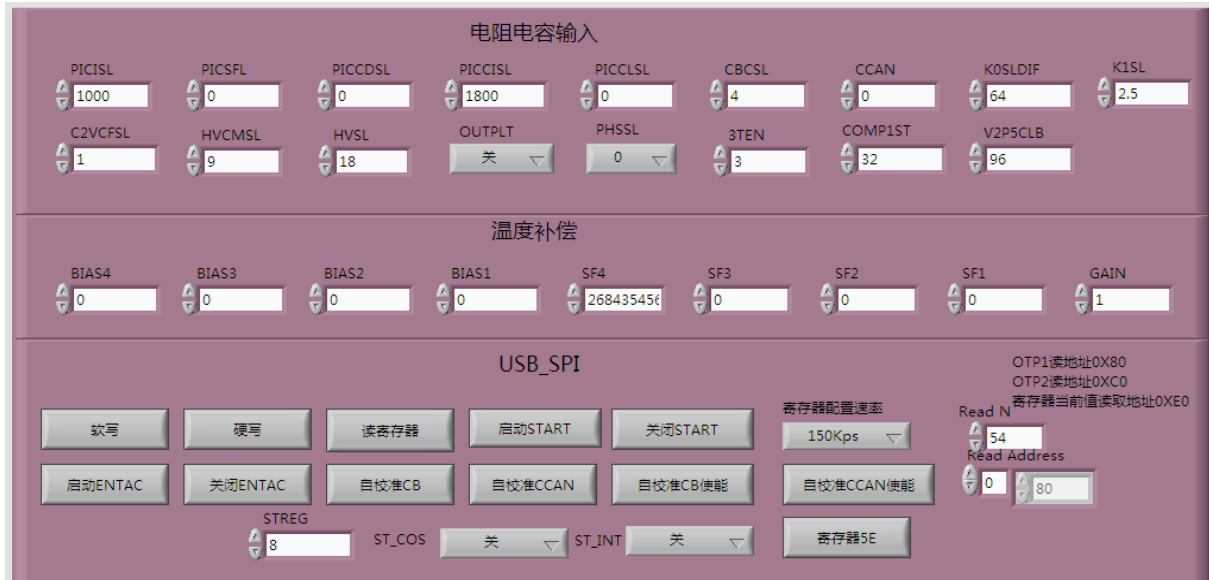 电阻电容输入
PICISL PICSFL PICCDSL PICCISL PICCLSL CBCSL CCAN K0SLDIF K1SL
1000 0 0 1800 0 4 0 64 2.5
C2VCFSL HVCMSL HVSL OUTPLT PHSSL 3TEN COMP1ST V2P5CLB
1 9 18 关 0 3 32 96
温度补偿
BIAS4 BIAS3 BIAS2 BIAS1 SF4 SF3 SF2 SF1 GAIN
0 0 0 0 268435456 0 0 0 1
USB_SPI
OTP1读地址0X80
OTP2读地址0XC0
寄存器当前值读取地址0XE0
寄存器配置速率 Read N
软写 硬写 读寄存器 启动START 关闭START 150Kps 54
Read Address
启动ENTAC 关闭ENTAC 自校准CB 自校准CCAN 自校准CB使能 自校准CCAN使能 0 80
STREG
8 ST_COS 关 ST_INT 关 寄存器5E